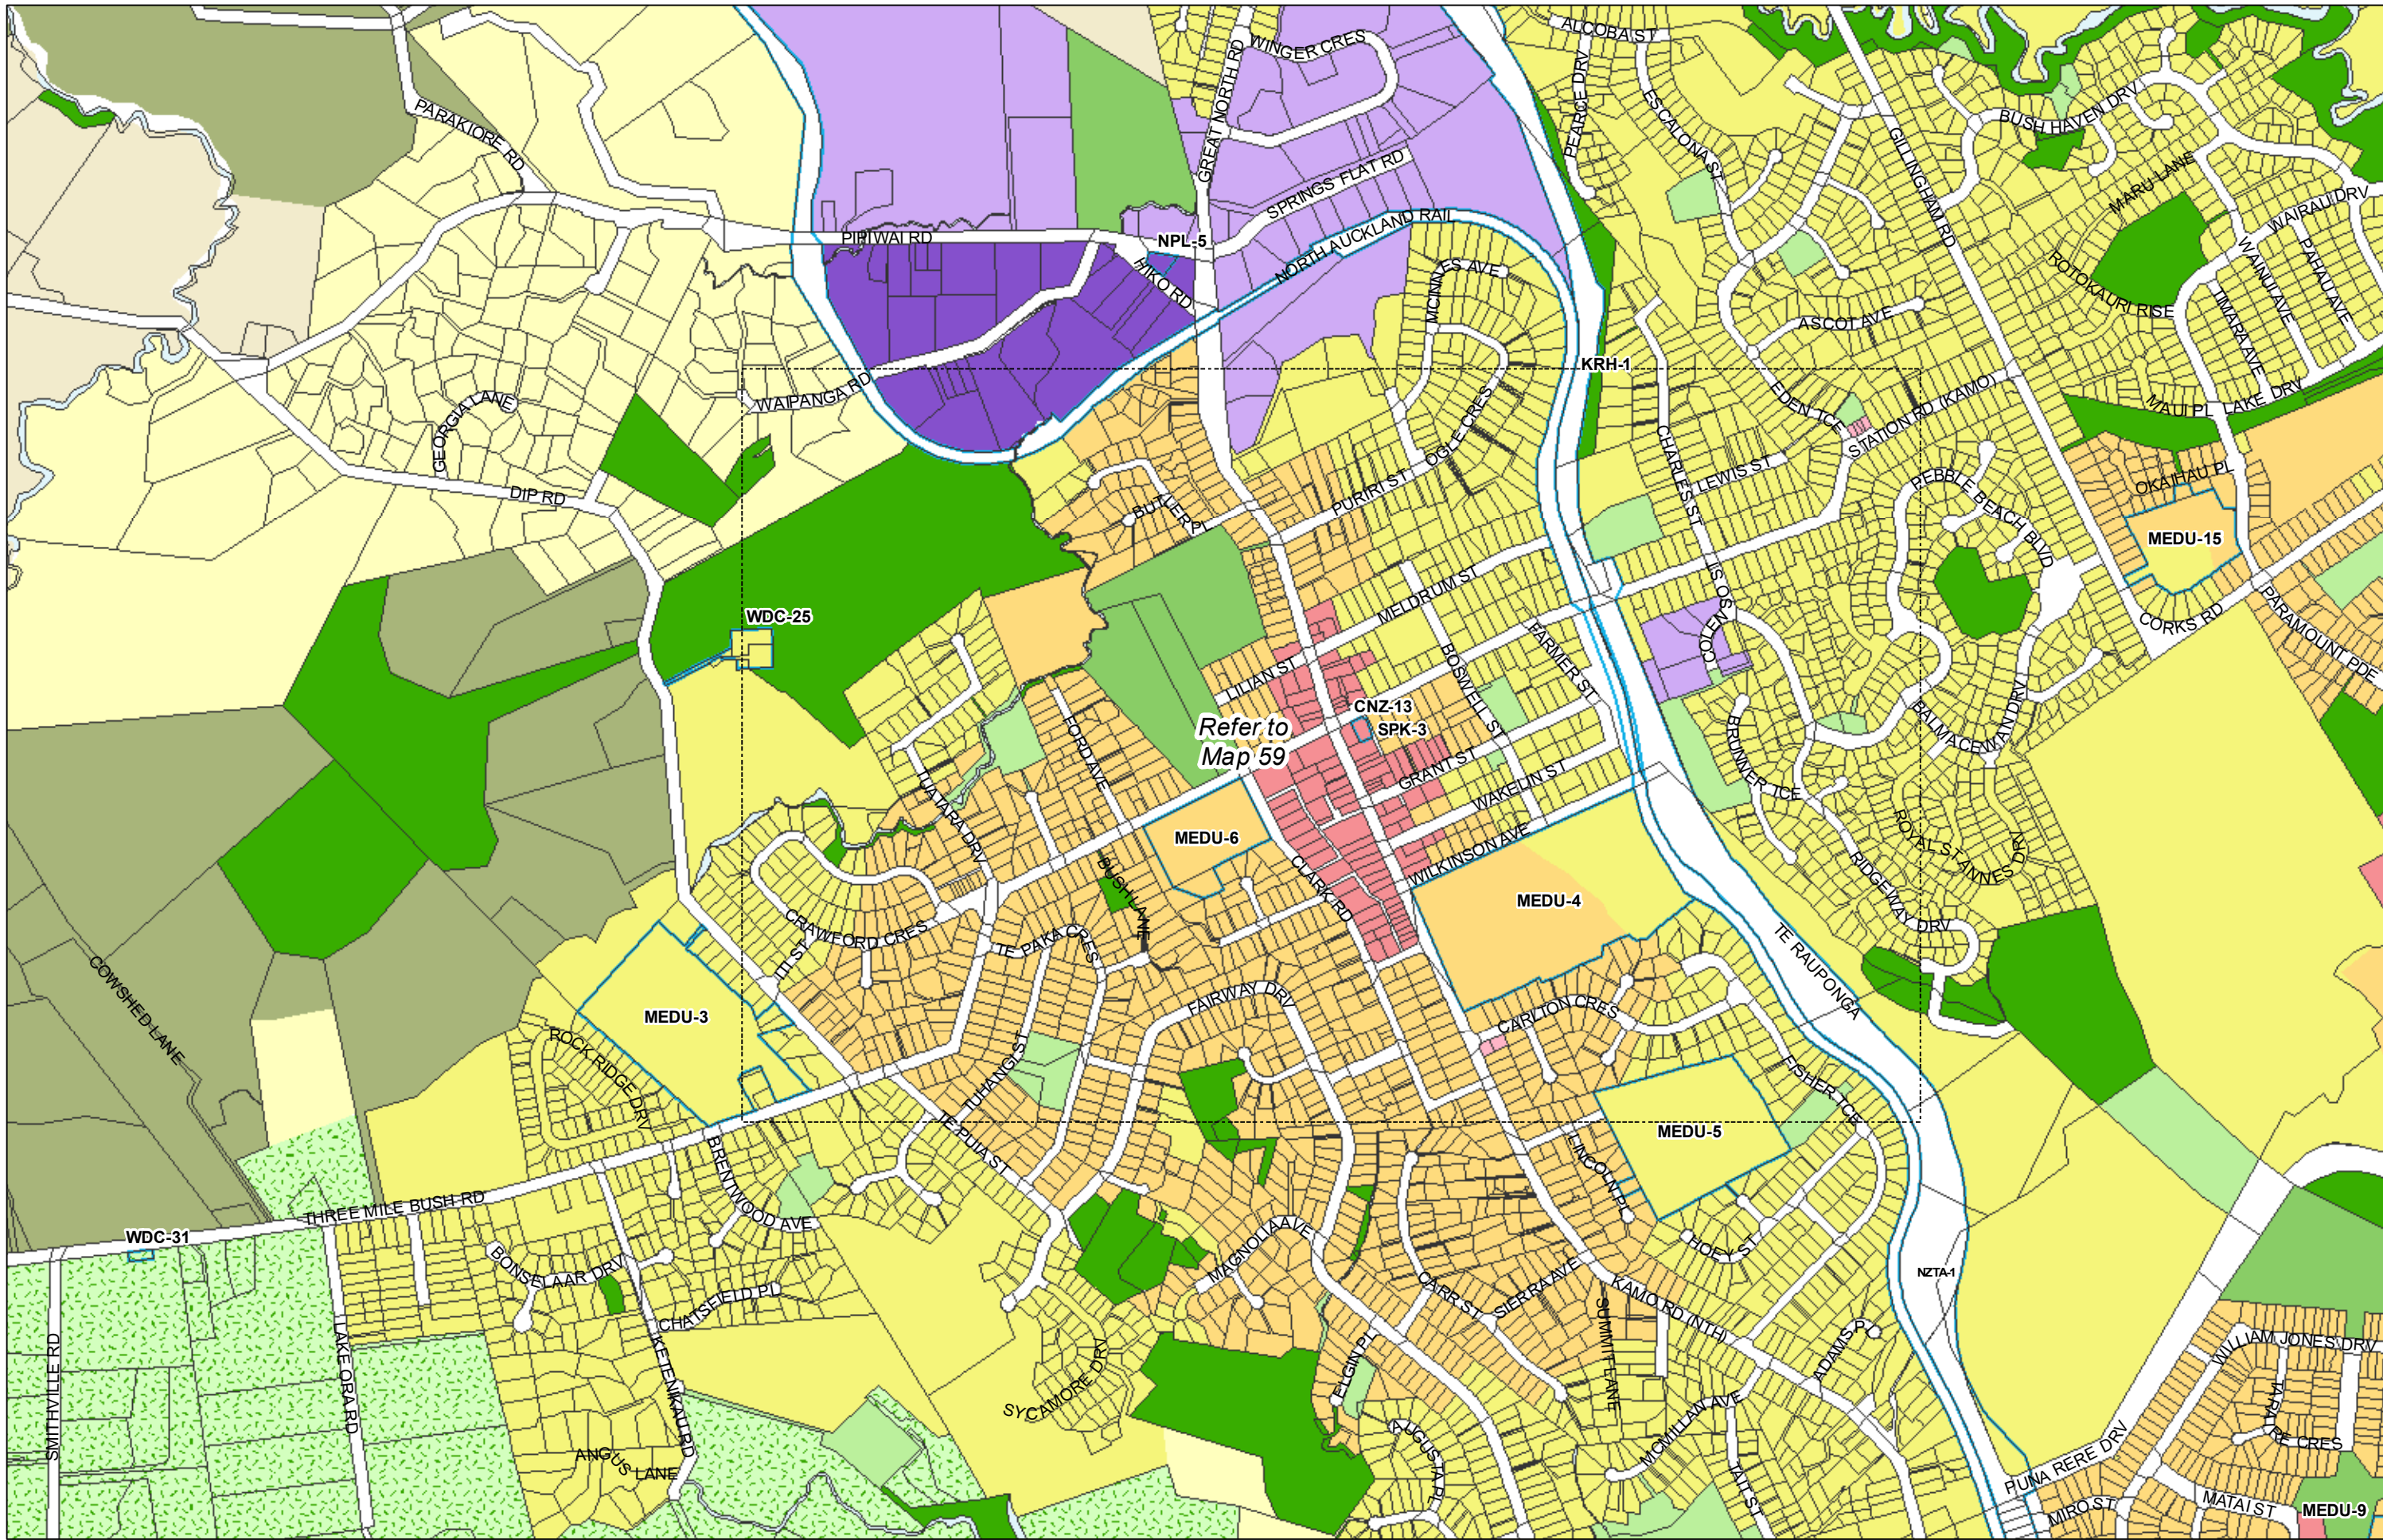 ALCOBA ST
WINGER CRES
GREAT NORTH RD
PEARCE DRV
ESCALONA ST
GILLINGHAM RD
BUSH HAVEN DRV
PARAKIORE RD
SPRINGS FLAT RD
MARU LANE
WAIRAU DRV
PIPIWAI RD
NPL-5
HIKO RD
NORTH AUCKLAND RAIL
MCINNES AVE
ROTOKAURI RISE
WAINUI AVE
PAHAU AVE
TIMARA AVE
ASCOT AVE
KRH-1
WAIPANGA RD
GEORGIA LANE
EDEN TCE
STATION RD (KAMO)
MAUI PL
LAKE DRV
OGLE CRES
CHARLES ST
LEWIS ST
DIP RD
BUTLER PL
PURIRI ST
PEBBLE BEACH BLVD
OKAIHAU PL
MEDU-15
MELDRUM ST
WDC-25
FARMER ST
CORKS RD
PARAMOUNT PDE
LILIAN ST
BOSWELL ST
CNZ-13
SPK-3
Refer to
Map 59
FORD AVE
TUATARA DRV
GRANT ST
WAKELIN ST
BRUNNER TCE
BALMACEWAN DRV
MEDU-6
WILKINSON AVE
ROYAL ST ANNES DRV
RIDGEWAY DRV
BUSH LANE
CLARK RD
MEDU-4
CRAWFORD CRES
TE PAKA CRES
ITI ST
TE RAUPONGA
COWSHED LANE
MEDU-3
FAIRWAY DRV
CARLTON CRES
ROCK RIDGE DRV
TUHANGI ST
FISHER TCE
MEDU-5
TE PUIA ST
LINCOLN PL
BRENTWOOD AVE
THREE MILE BUSH RD
WDC-31
BONSELAAR DRV
MAGNOLIA AVE
HOEY ST
NZTA-1
CARR ST
SIERRA AVE
KAMO RD (NTH)
SUMMIT LANE
CHATSFIELD PL
SMITHVILLE RD
LAKE ORA RD
KETENIKAU RD
ELGIN PL
ADAMS PL
WILLIAM JONES DRV
SYCAMORE DRV
MCMILLAN AVE
AUGUSTA PL
TAIT ST
ANGUS LANE
PUNA RERE DRV
MIRO ST
MATAI ST
MEDU-9